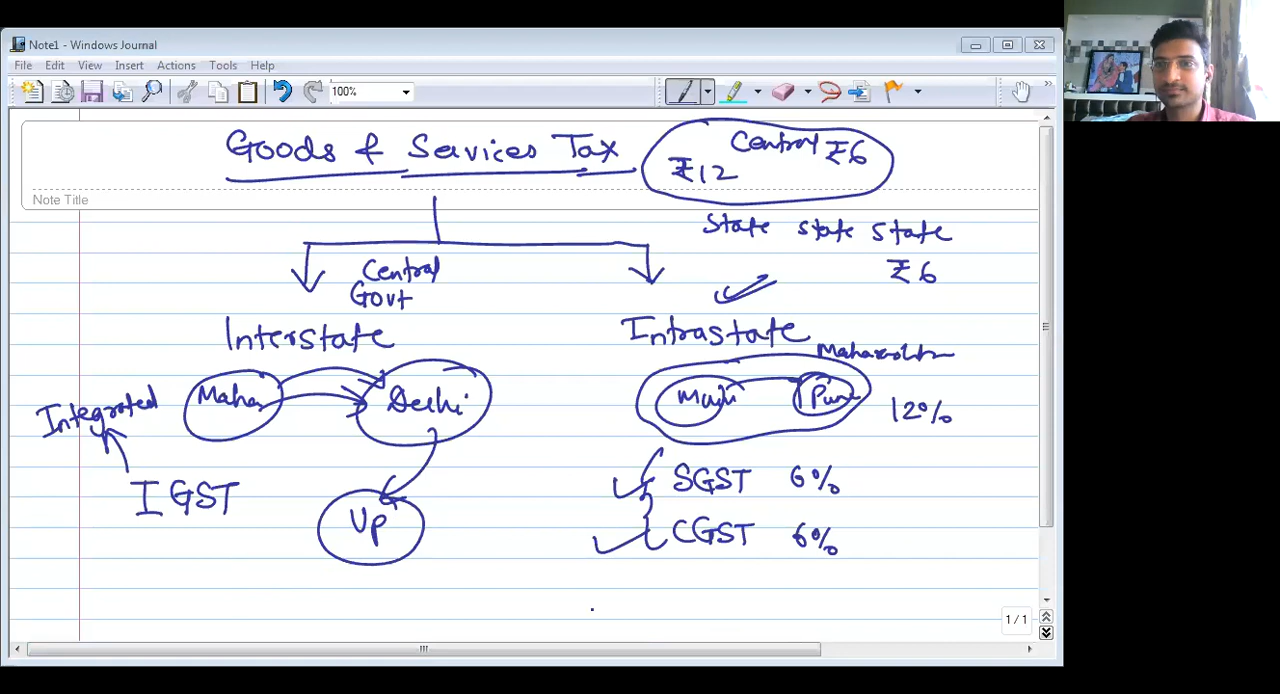 Note1 - Windows Journal
File Edit View Insert Actions Tools Help
100%
Goods & Services Tax
Central ₹6
₹12
Note Title
State State State
₹6
Central
Govt
Interstate
Intrastate
Maha
Delhi
Pune
12%
Integrated
IGST
Up
SGST 6%
CGST 6%
1 / 1